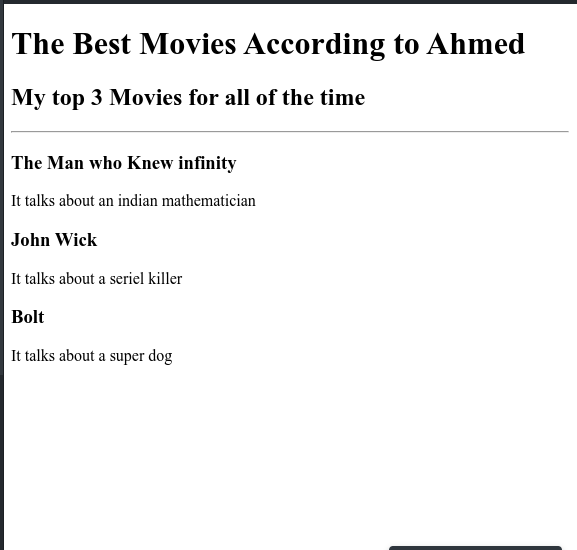 The Best Movies According to Ahmed
My top 3 Movies for all of the time
The Man who Knew infinity
It talks about an indian mathematician
John Wick
It talks about a seriel killer
Bolt
It talks about a super dog